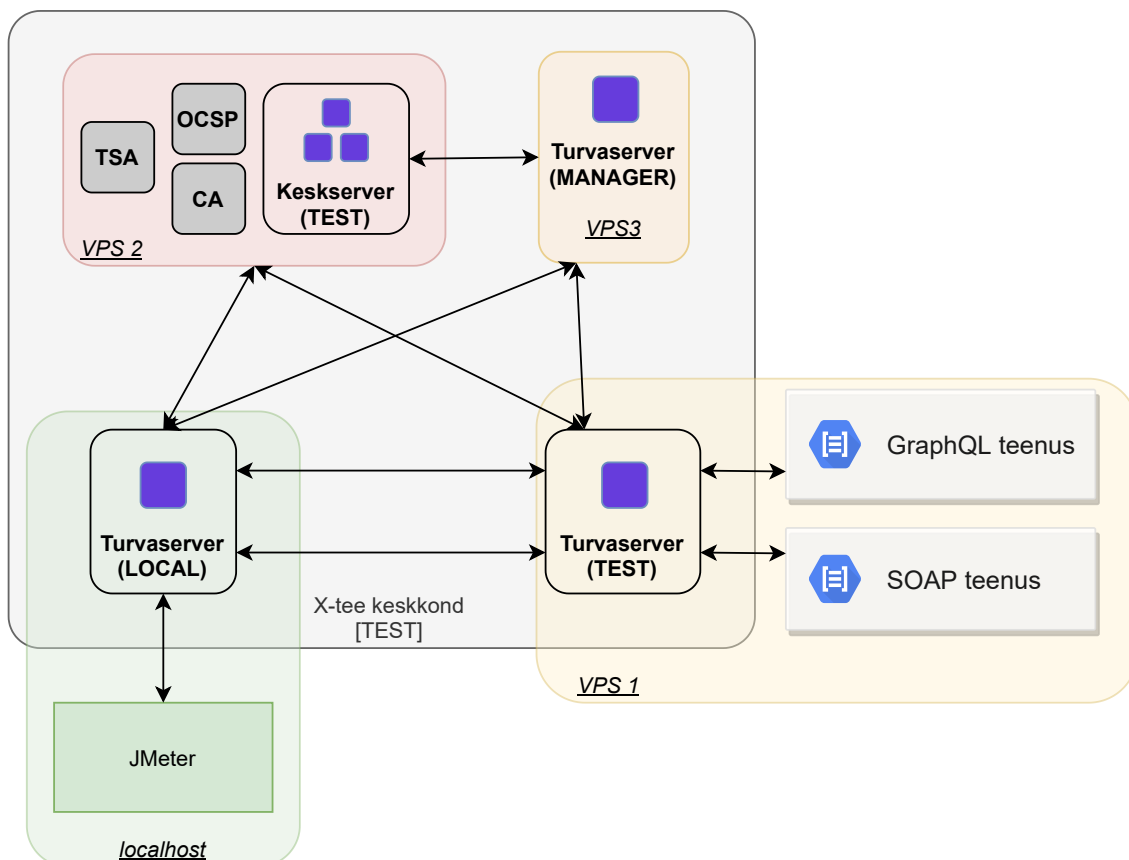 OCSP
TSA
CA
Keskserver
(TEST)
VPS 2
Turvaserver
(MANAGER)
VPS3
Turvaserver
(LOCAL)
Turvaserver
(TEST)
GraphQL teenus
SOAP teenus
X-tee keskkond
[TEST]
VPS 1
JMeter
localhost